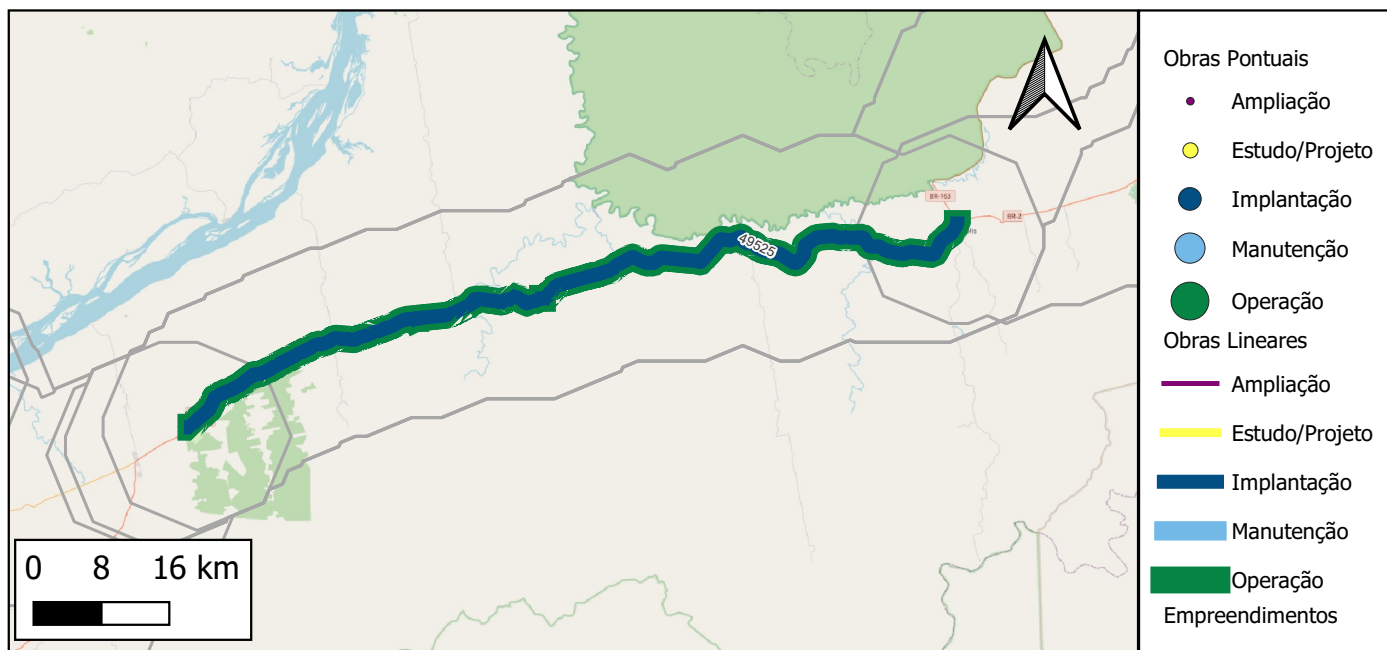 BR-163
BR-2
49525
0 8 16 km
Obras Pontuais
Ampliação
Estudo/Projeto
Implantação
Manutenção
Operação
Obras Lineares
Ampliação
Estudo/Projeto
Implantação
Manutenção
Operação
Empreendimentos